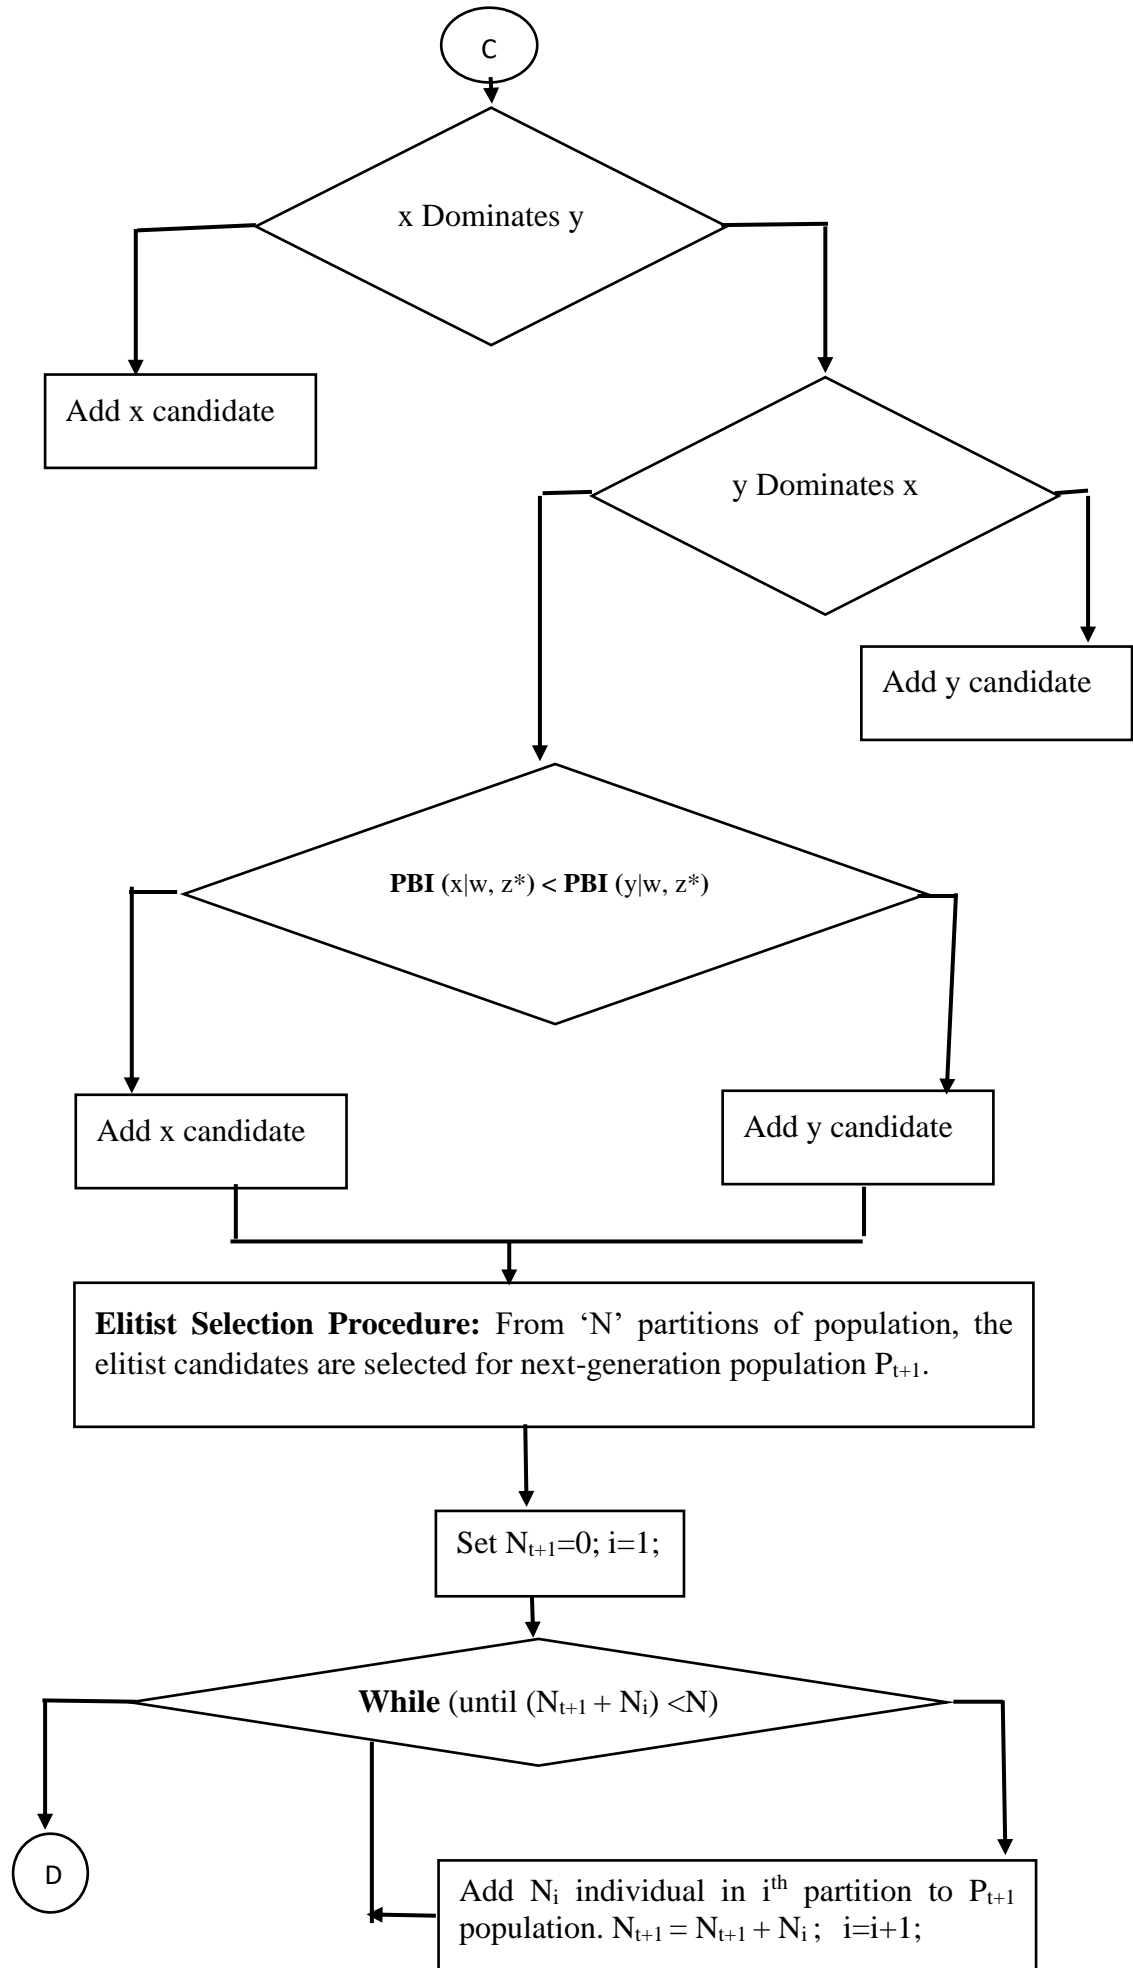 C
x Dominates y
Add x candidate
y Dominates x
Add y candidate
PBI (x|w, z*) < PBI (y|w, z*)
Add x candidate
Add y candidate
Elitist Selection Procedure: From ‘N’ partitions of population, the
elitist candidates are selected for next-generation population Pt+1.
Set Nt+1=0; i=1;
While (until (Nt+1 + Ni) <N)
D
Add Ni individual in ith partition to Pt+1
population. Nt+1 = Nt+1 + Ni ; i=i+1;